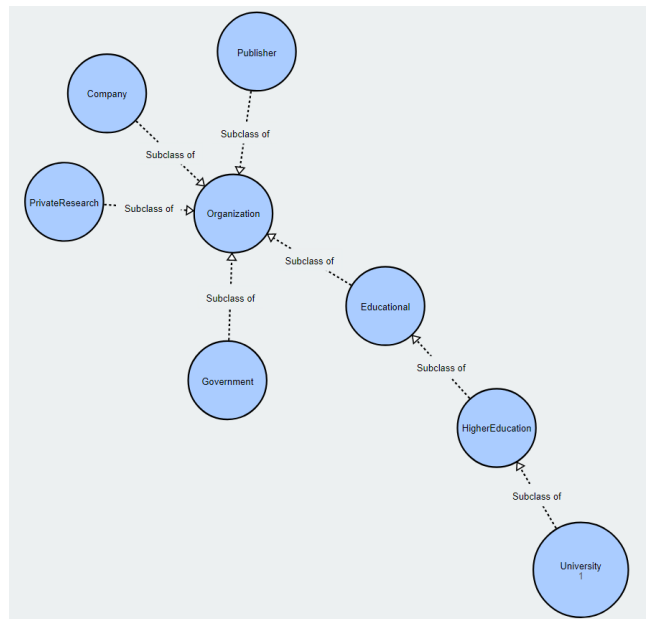 Publisher
Company
Subclass of
Subclass of
PrivateResearch
Subclass of
Organization
Subclass of
Subclass of
Educational
Government
Subclass of
HigherEducation
Subclass of
University
1